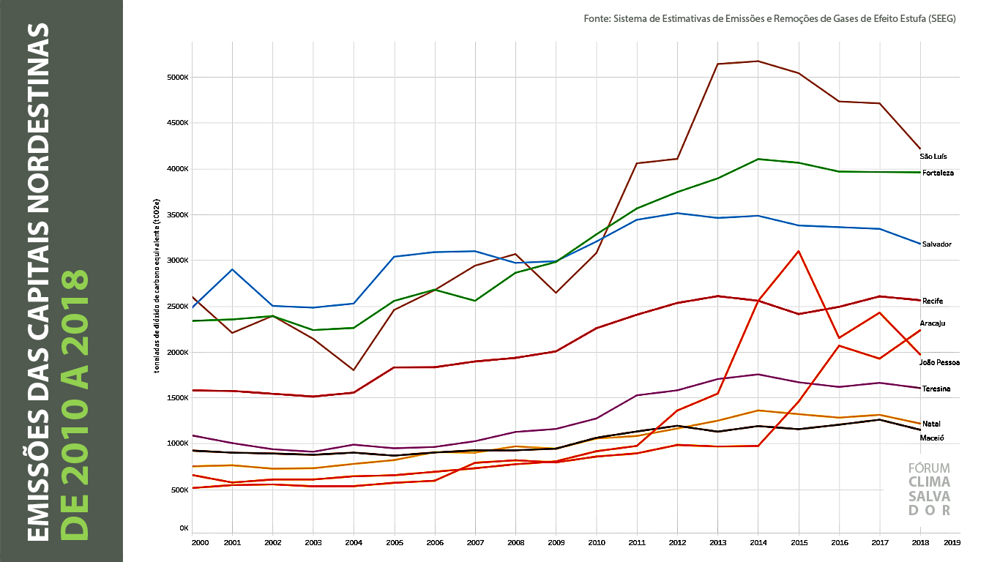 EMISSÕES DAS CAPITAIS NORDESTINAS
DE 2010 A 2018
Fonte: Sistema de Estimativas de Emissões e Remoções de Gases de Efeito Estufa (SEEG)
toneladas de dióxido de carbono equivalente (tCO2e)
5000K
4500K
4000K
3500K
3000K
2500K
2000K
1500K
1000K
500K
0K
São Luís
Fortaleza
Salvador
Recife
Aracaju
João Pessoa
Teresina
Natal
Maceió
FÓRUM
CLIMA
SALVA
DOR
2000 2001 2002 2003 2004 2005 2006 2007 2008 2009 2010 2011 2012 2013 2014 2015 2016 2017 2018 2019